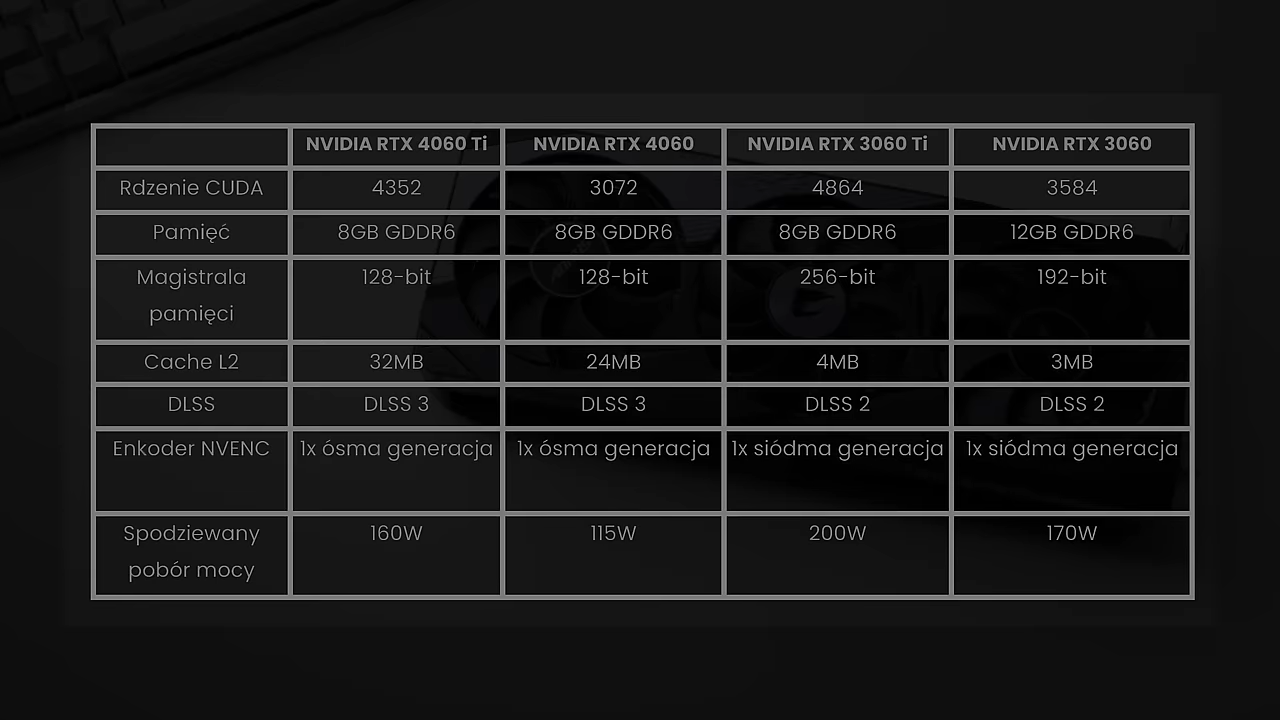 NVIDIA RTX 4060 Ti NVIDIA RTX 4060 NVIDIA RTX 3060 Ti NVIDIA RTX 3060
Rdzenie CUDA 4352 3072 4864 3584
Pamięć 8GB GDDR6 8GB GDDR6 8GB GDDR6 12GB GDDR6
Magistrala 128-bit 128-bit 256-bit 192-bit
pamięci
Cache L2 32MB 24MB 4MB 3MB
DLSS DLSS 3 DLSS 3 DLSS 2 DLSS 2
Enkoder NVENC 1x ósma generacja 1x ósma generacja 1x siódma generacja 1x siódma generacja
Spodziewany 160W 115W 200W 170W
pobór mocy